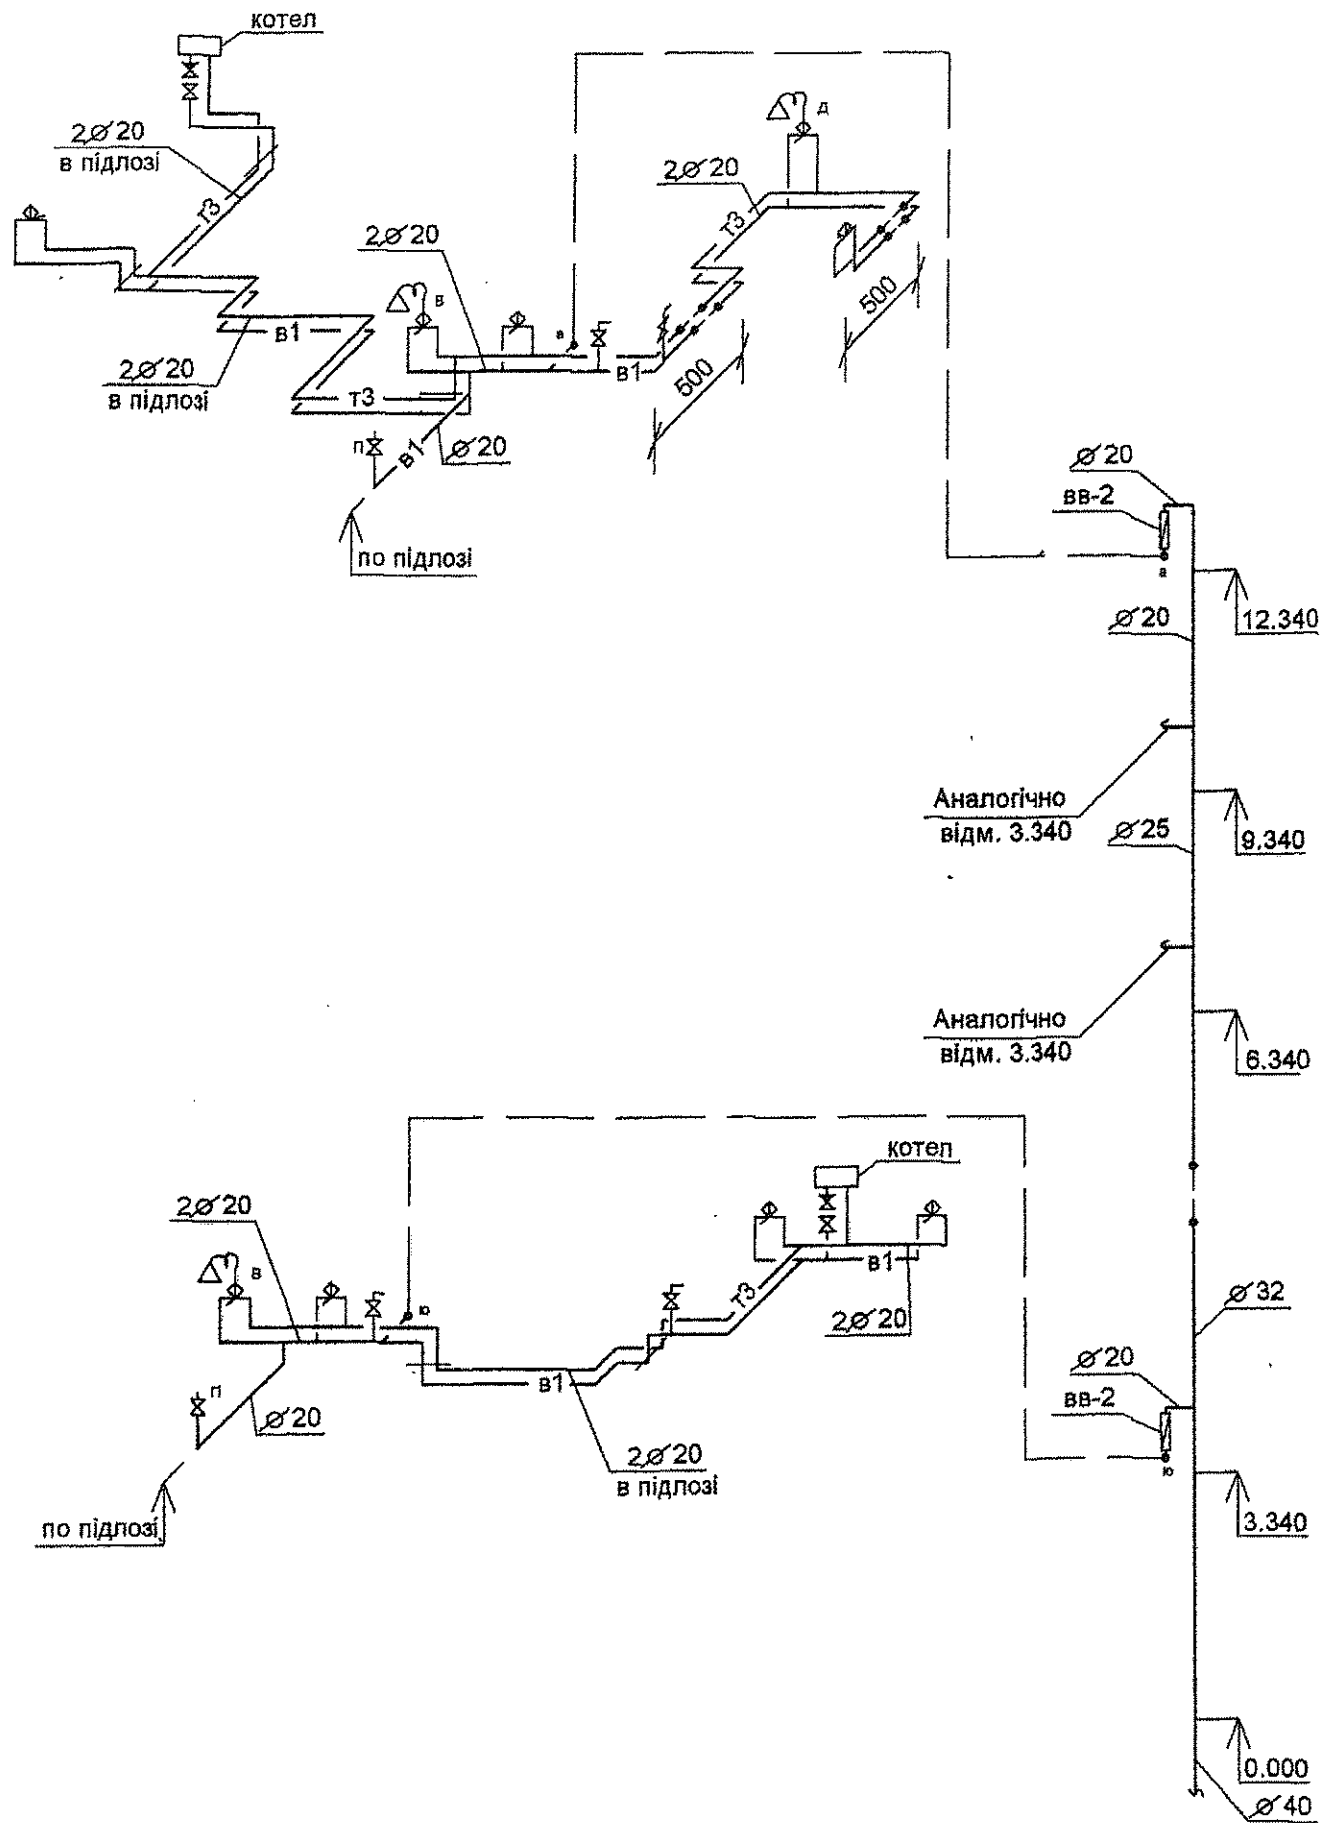 котел
2⌀20
в підлозі
т3
2⌀20
в1
2⌀20
в підлозі
т3
в
а
в1
500
2⌀20
т3
д
500
п
в1
⌀20
по підлозі
⌀20
вв-2
а
12.340
⌀20
Аналогічно
відм. 3.340
⌀25
9.340
Аналогічно
відм. 3.340
6.340
котел
2⌀20
в
ю
т3
в1
2⌀20
⌀32
п
⌀20
в1
2⌀20
в підлозі
по підлозі
⌀20
вв-2
ю
3.340
0.000
⌀40